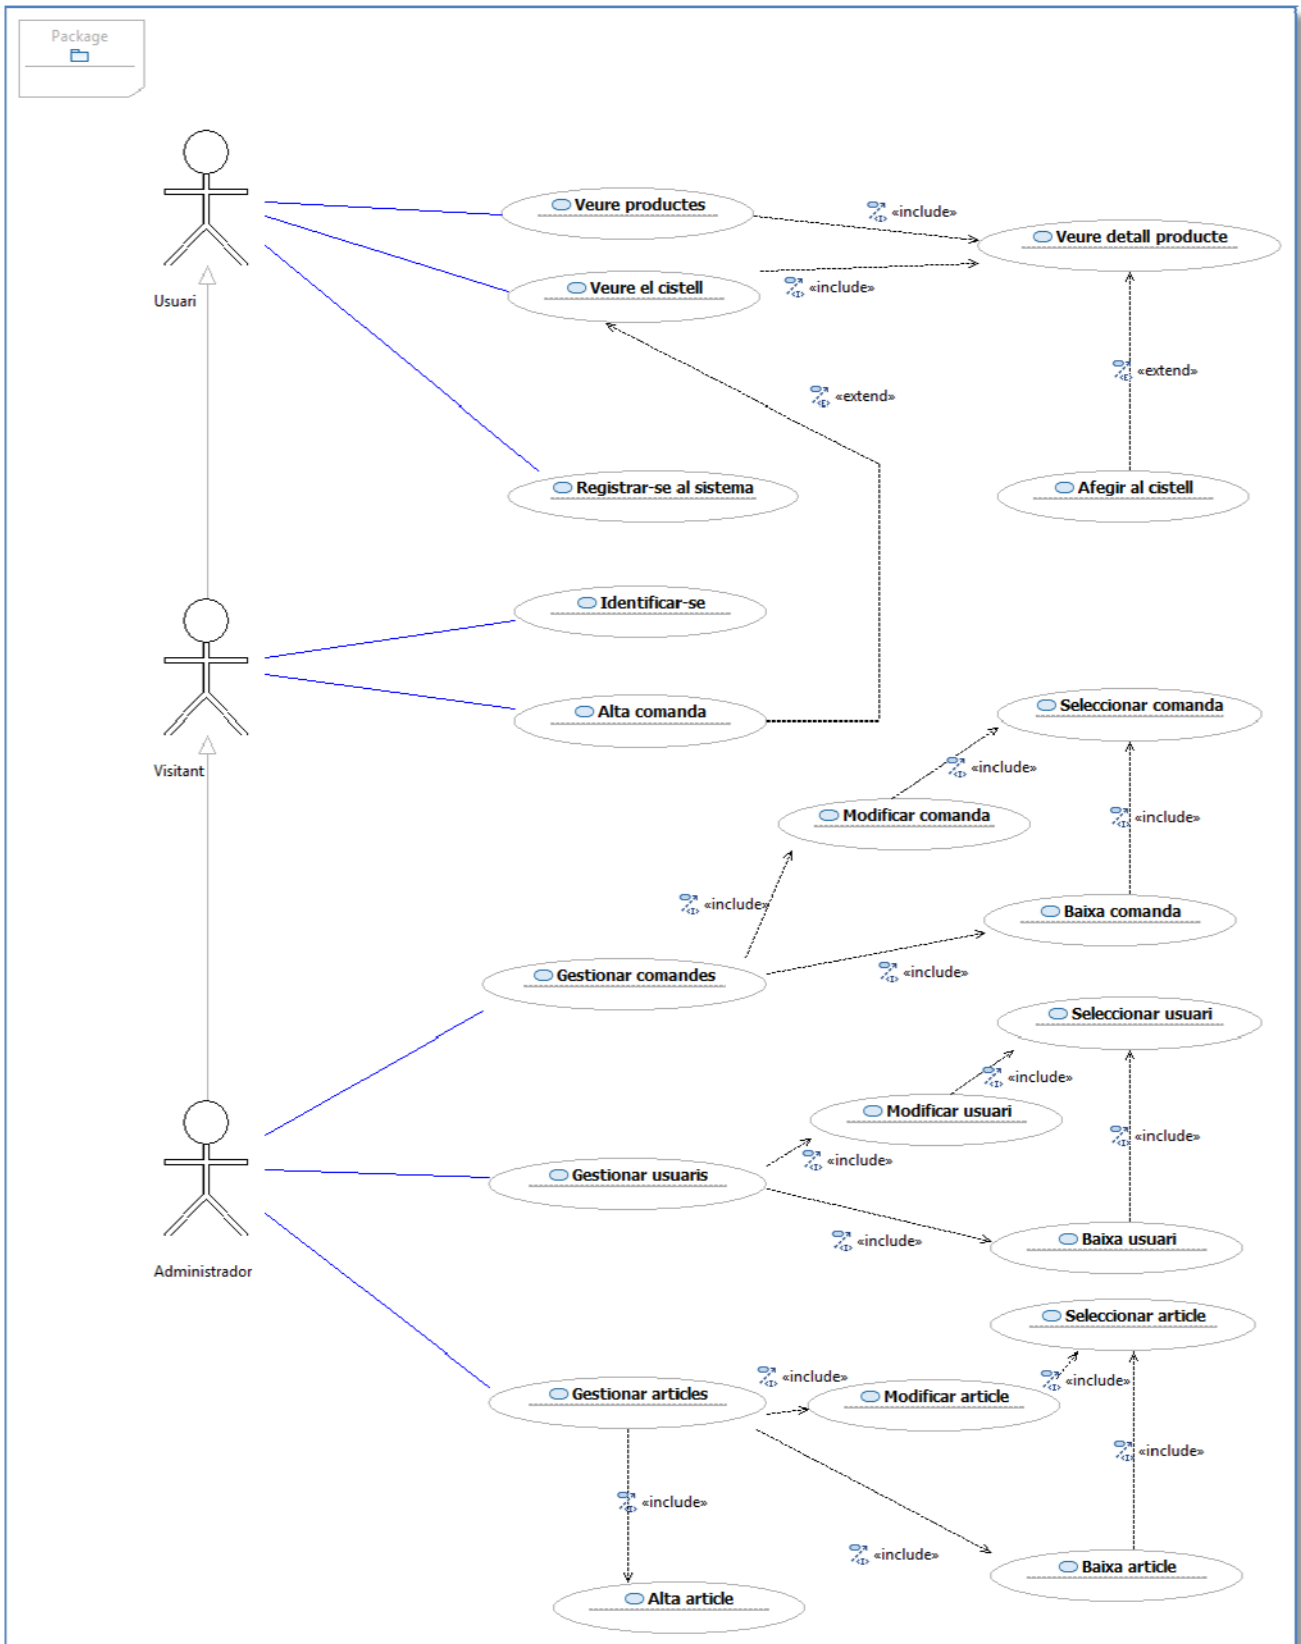 Package
Veure productes
«include»
Veure detall producte
Veure el cistell
«include»
Usuari
«extend»
«extend»
Registrar-se al sistema
Afegir al cistell
Identificar-se
Alta comanda
Seleccionar comanda
Visitant
«include»
Modificar comanda
«include»
«include»
Baixa comanda
Gestionar comandes
«include»
Seleccionar usuari
«include»
Modificar usuari
«include»
«include»
Gestionar usuaris
«include»
Baixa usuari
Administrador
Seleccionar article
«include»
«include»
Gestionar articles
Modificar article
«include»
«include»
«include»
Baixa article
Alta article